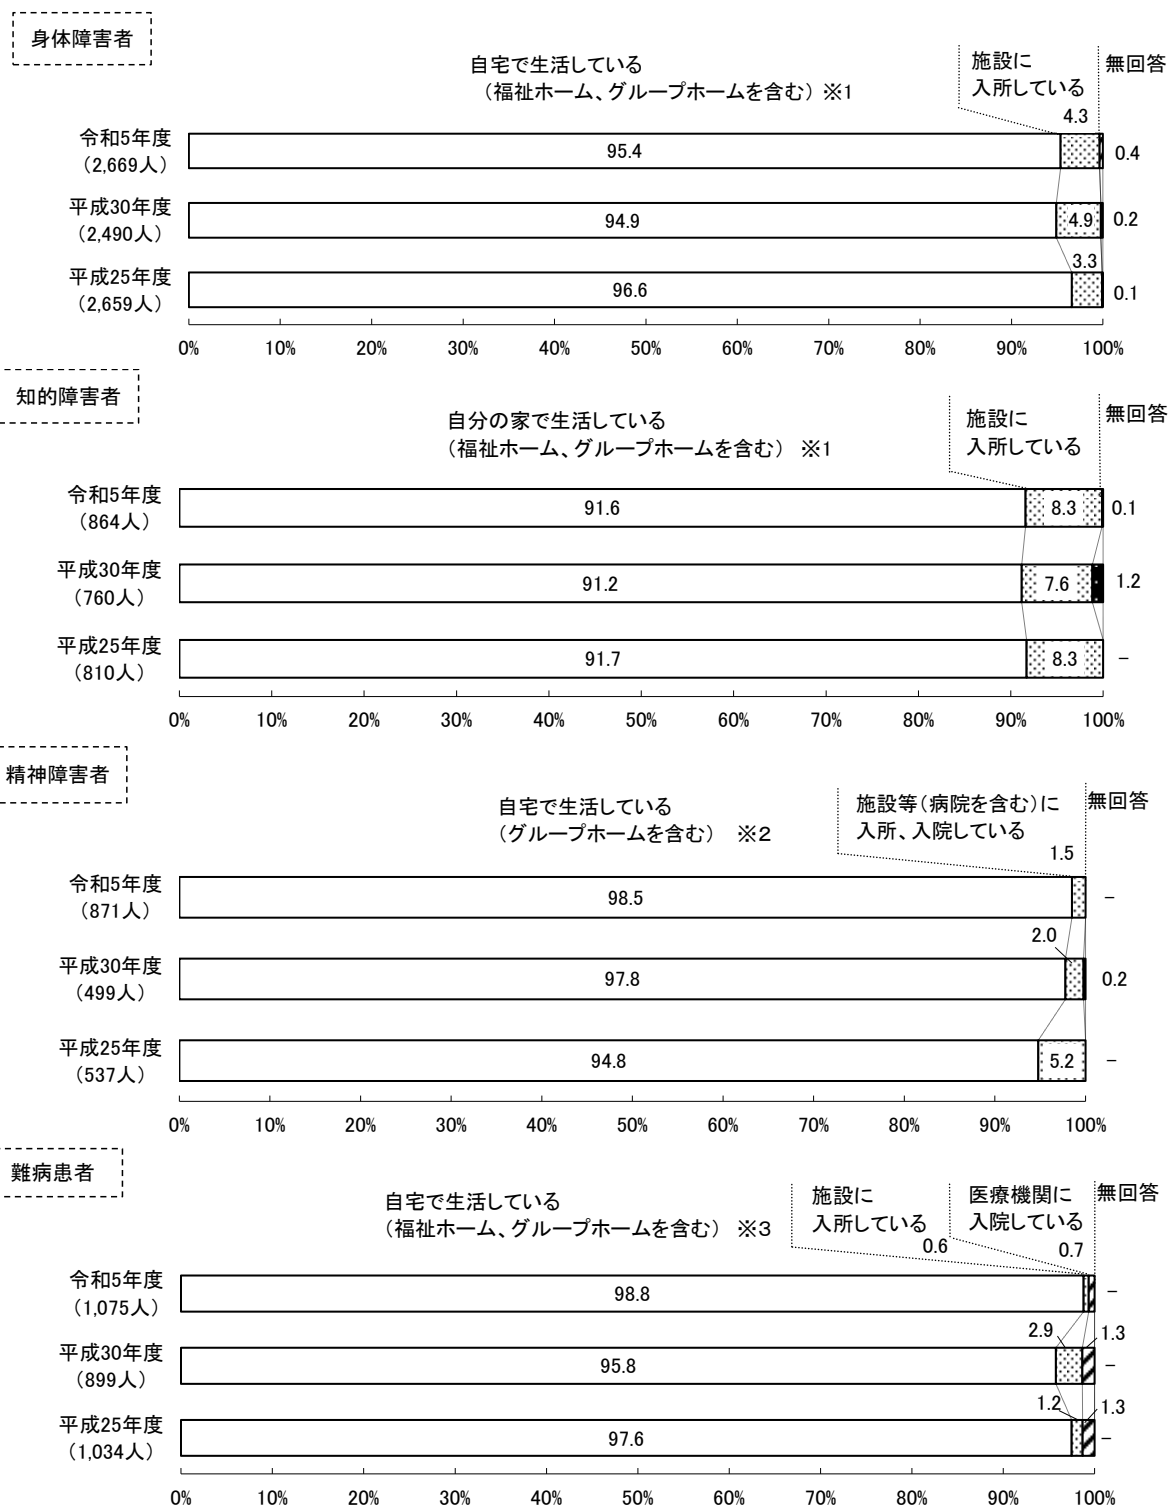 身体障害者
自宅で生活している
（福祉ホーム、グループホームを含む）※1
施設に
入所している
無回答
4.3
令和5年度
（2,669人）
95.4
0.4
平成30年度
（2,490人）
94.9
4.9
0.2
3.3
平成25年度
（2,659人）
96.6
0.1
0% 10% 20% 30% 40% 50% 60% 70% 80% 90% 100%
知的障害者
自分の家で生活している
（福祉ホーム、グループホームを含む） ※1
施設に
入所している
無回答
令和5年度
（864人）
91.6
8.3
0.1
平成30年度
（760人）
91.2
7.6
1.2
平成25年度
（810人）
91.7
8.3
－
0% 10% 20% 30% 40% 50% 60% 70% 80% 90% 100%
精神障害者
自宅で生活している
（グループホームを含む） ※2
施設等（病院を含む）に
入所、入院している
無回答
1.5
令和5年度
（871人）
98.5
－
2.0
平成30年度
（499人）
97.8
0.2
平成25年度
（537人）
94.8
5.2
－
0% 10% 20% 30% 40% 50% 60% 70% 80% 90% 100%
難病患者
自宅で生活している
（福祉ホーム、グループホームを含む） ※3
施設に
入所している
医療機関に
入院している
無回答
0.6
0.7
令和5年度
（1,075人）
98.8
－
2.9
1.3
平成30年度
（899人）
95.8
－
1.2
1.3
平成25年度
（1,034人）
97.6
－
0% 10% 20% 30% 40% 50% 60% 70% 80% 90% 100%